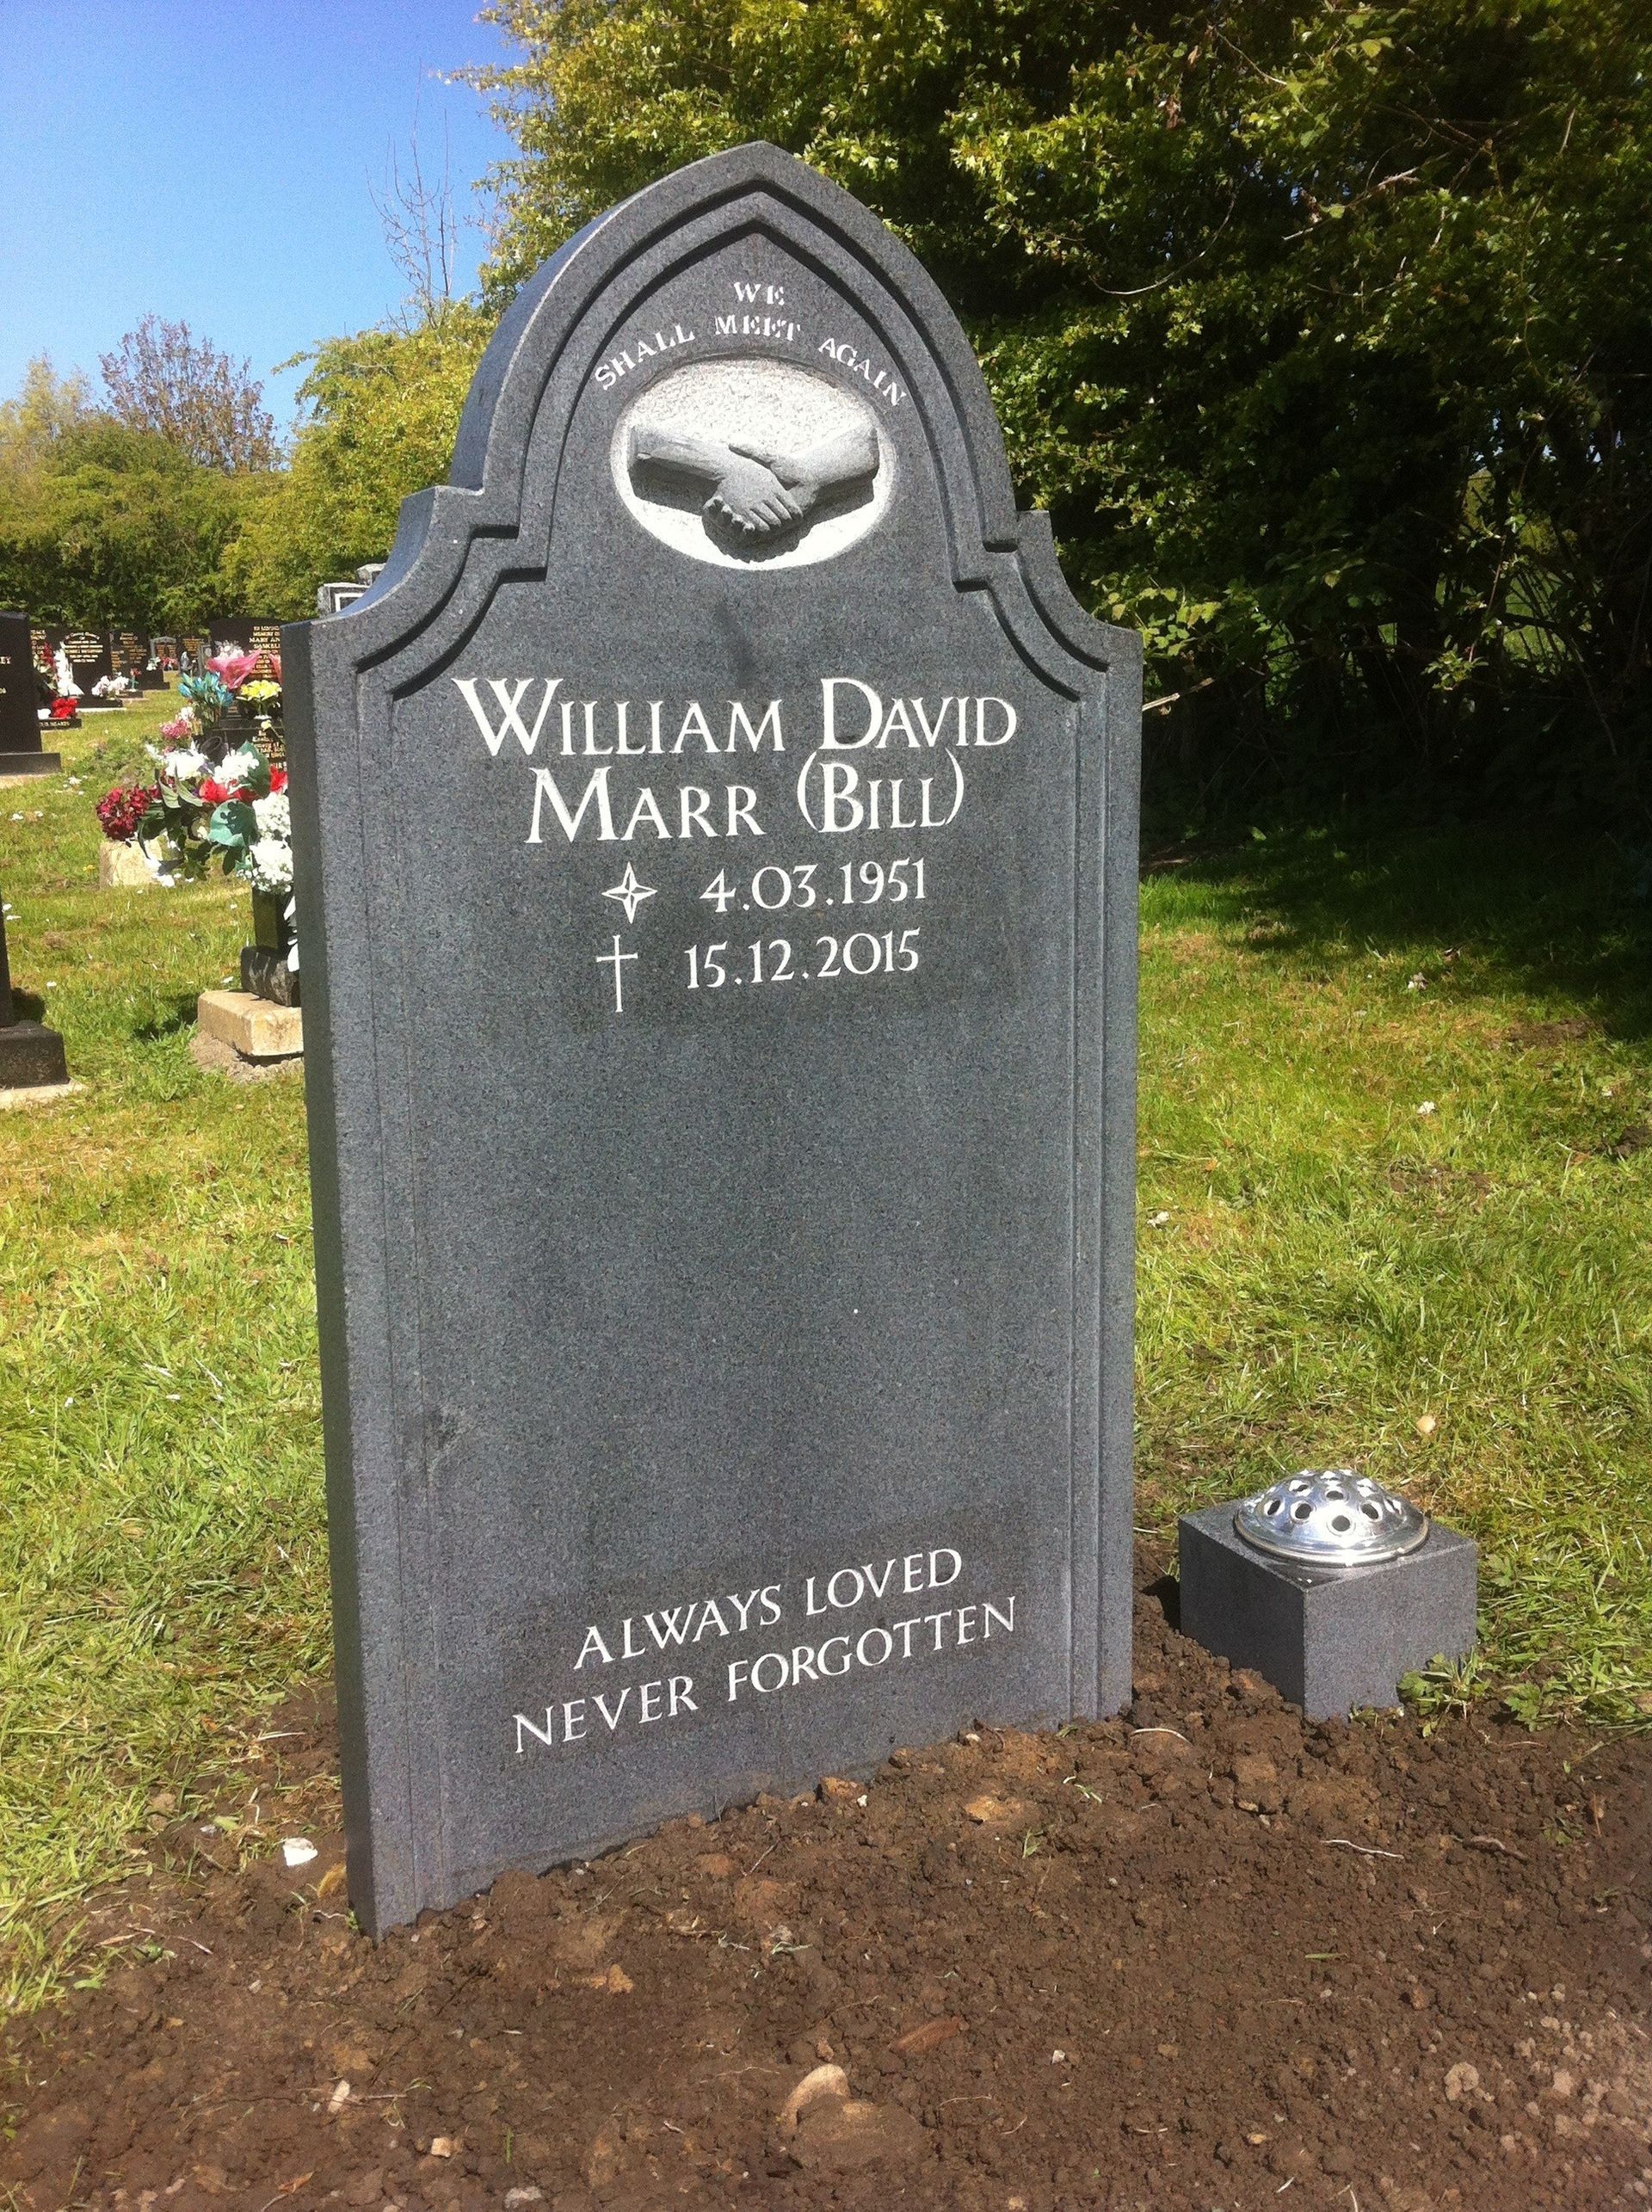 WE
SHALL MEET AGAIN
WILLIAM DAVID
MARR (BILL)
4.03.1951
15.12.2015
ALWAYS LOVED
NEVER FORGOTTEN